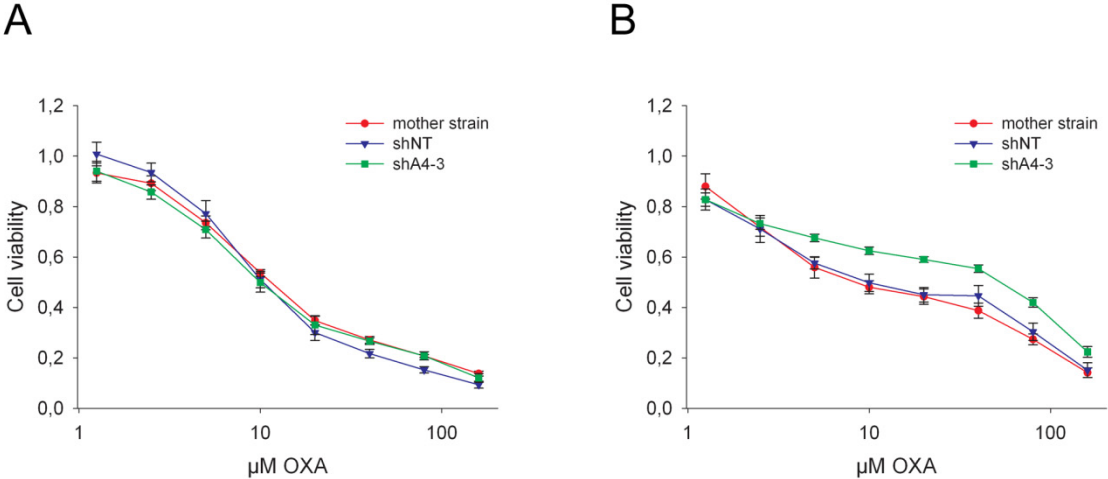 A
B
1,2
1,0
0,8
0,6
0,4
0,2
0,0
Cell viability
mother strain
shNT
shA4-3
1
10
100
µM OXA
1,2
1,0
0,8
0,6
0,4
0,2
0,0
Cell viability
mother strain
shNT
shA4-3
1
10
100
µM OXA